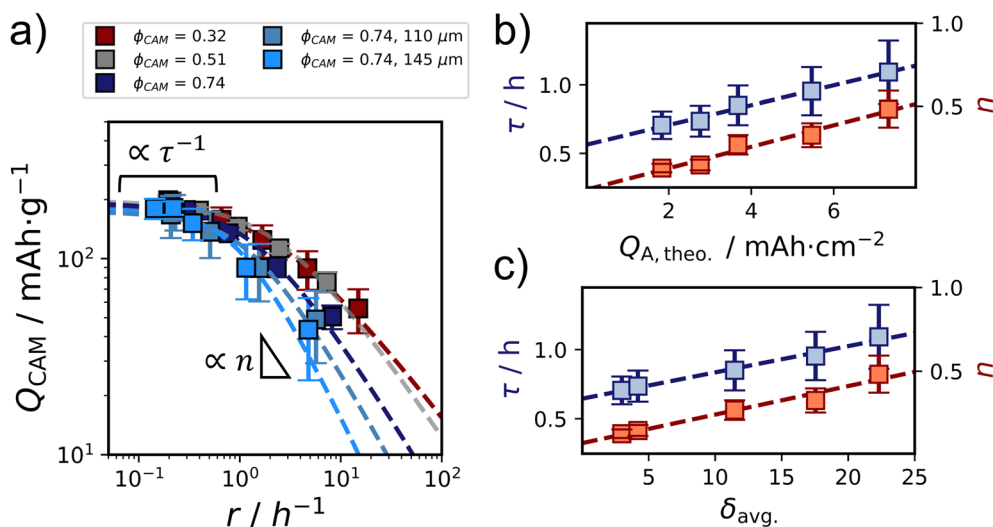 a)
ϕCAM = 0.32
ϕCAM = 0.51
ϕCAM = 0.74
ϕCAM = 0.74, 110 μm
ϕCAM = 0.74, 145 μm
∝ τ⁻¹
∝ n
QCAM / mAh·g⁻¹
10²
10¹
10⁻¹
10⁰
10¹
10²
r / h⁻¹
b)
τ / h
1.0
0.5
1.0
0.5
n
2
4
6
QA, theo. / mAh·cm⁻²
c)
τ / h
1.0
0.5
1.0
0.5
0.0
n
5
10
15
20
25
δavg.